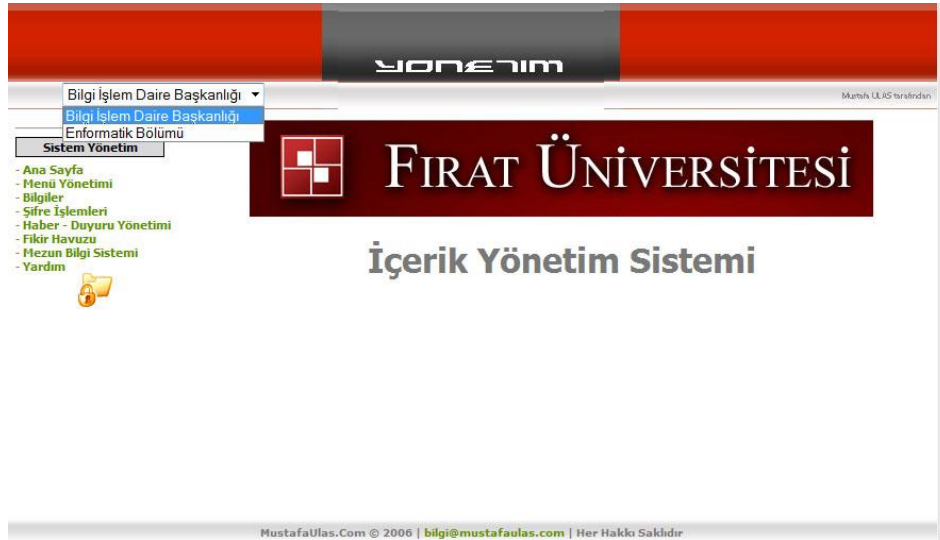 YONETIM
Bilgi İşlem Daire Başkanlığı
Mustafa ULAS tarafından
Bilgi İşlem Daire Başkanlığı
Enformatik Bölümü
Sistem Yönetim
- Ana Sayfa
- Menü Yönetimi
- Bilgiler
- Şifre İşlemleri
- Haber - Duyuru Yönetimi
- Fikir Havuzu
- Mezun Bilgi Sistemi
- Yardım
FIRAT ÜNİVERSİTESİ
İçerik Yönetim Sistemi
MustafaUlas.Com © 2006 | bilgi@mustafaulas.com | Her Hakkı Saklıdır